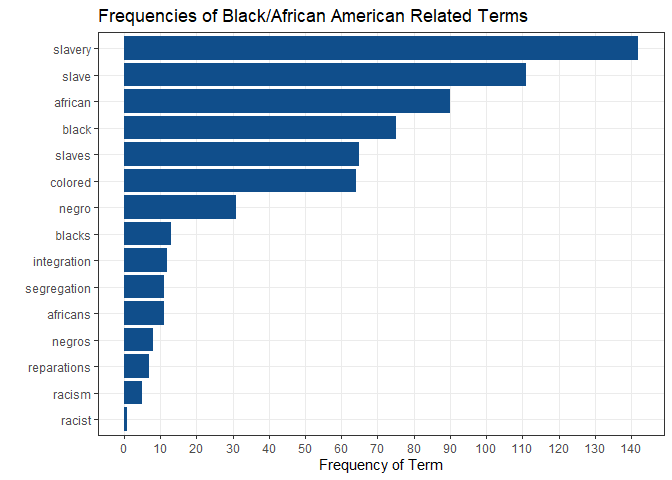 Frequencies of Black/African American Related Terms
slavery
slave
african
black
slaves
colored
negro
blacks
integration
segregation
africans
negros
reparations
racism
racist
0 10 20 30 40 50 60 70 80 90 100 110 120 130 140
Frequency of Term